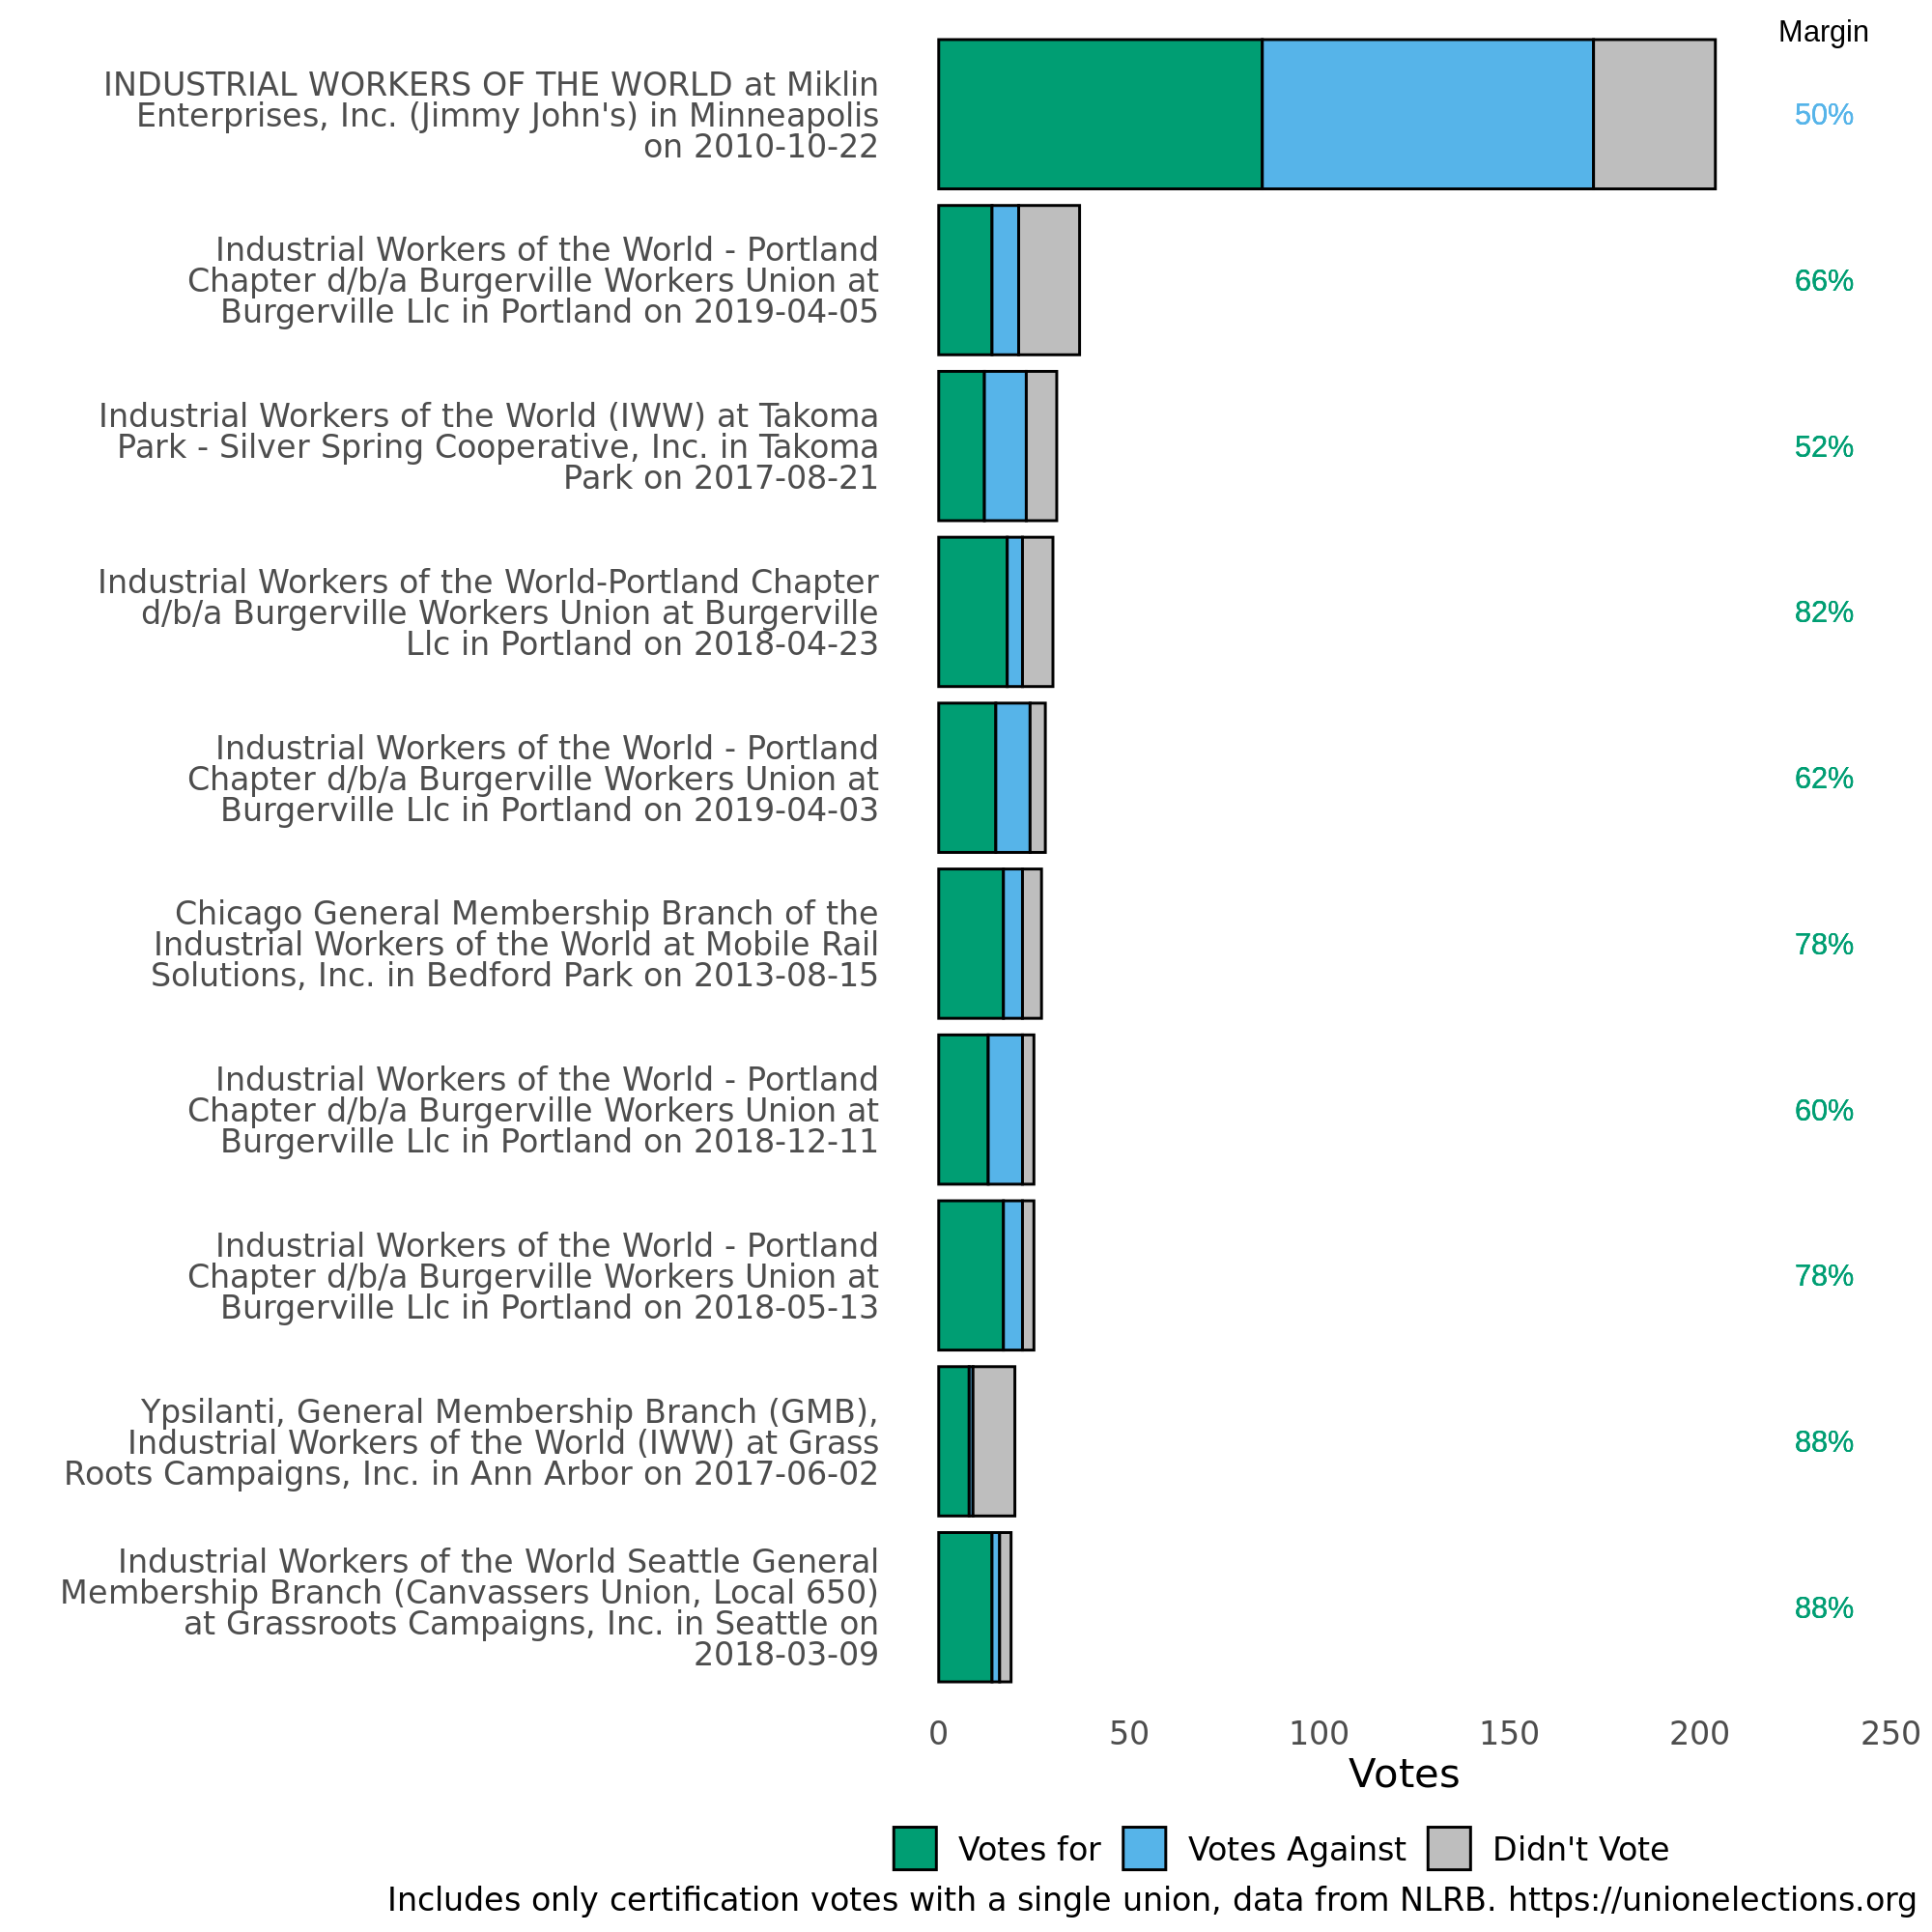 Margin
INDUSTRIAL WORKERS OF THE WORLD at Miklin
Enterprises, Inc. (Jimmy John's) in Minneapolis
on 2010-10-22
50%
Industrial Workers of the World - Portland
Chapter d/b/a Burgerville Workers Union at
Burgerville Llc in Portland on 2019-04-05
66%
Industrial Workers of the World (IWW) at Takoma
Park - Silver Spring Cooperative, Inc. in Takoma
Park on 2017-08-21
52%
Industrial Workers of the World-Portland Chapter
d/b/a Burgerville Workers Union at Burgerville
Llc in Portland on 2018-04-23
82%
Industrial Workers of the World - Portland
Chapter d/b/a Burgerville Workers Union at
Burgerville Llc in Portland on 2019-04-03
62%
Chicago General Membership Branch of the
Industrial Workers of the World at Mobile Rail
Solutions, Inc. in Bedford Park on 2013-08-15
78%
Industrial Workers of the World - Portland
Chapter d/b/a Burgerville Workers Union at
Burgerville Llc in Portland on 2018-12-11
60%
Industrial Workers of the World - Portland
Chapter d/b/a Burgerville Workers Union at
Burgerville Llc in Portland on 2018-05-13
78%
Ypsilanti, General Membership Branch (GMB),
Industrial Workers of the World (IWW) at Grass
Roots Campaigns, Inc. in Ann Arbor on 2017-06-02
88%
Industrial Workers of the World Seattle General
Membership Branch (Canvassers Union, Local 650)
at Grassroots Campaigns, Inc. in Seattle on
2018-03-09
88%
0 50 100 150 200 250
Votes
Votes for Votes Against Didn't Vote
Includes only certification votes with a single union, data from NLRB. https://unionelections.org